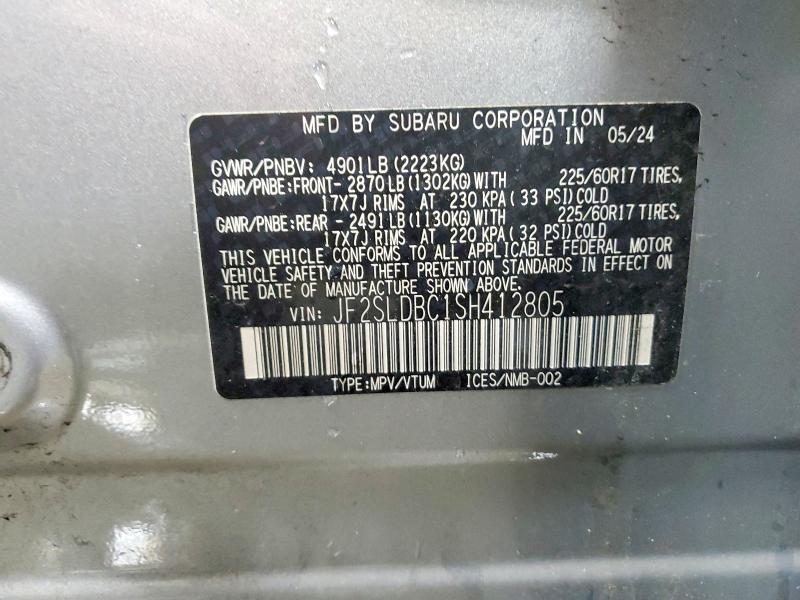 MFD BY SUBARU CORPORATION
MFD IN 05/24
GVWR/PNBV: 4901LB(2223KG)
GAWR/PNBE:FRONT- 2870LB(1302KG)WITH 225/60R17 TIRES,
17X7J RIMS AT 230 KPA(33 PSI)COLD
GAWR/PNBE:REAR - 2491LB(1130KG)WITH 225/60R17 TIRES,
17X7J RIMS AT 220 KPA(32 PSI)COLD
THIS VEHICLE CONFORMS TO ALL APPLICABLE FEDERAL MOTOR
VEHICLE SAFETY AND THEFT PREVENTION STANDARDS IN EFFECT ON
THE DATE OF MANUFACTURE SHOWN ABOVE.
VIN: JF2SLDBC1SH412805
TYPE:MPV/VTUM ICES/NMB-002